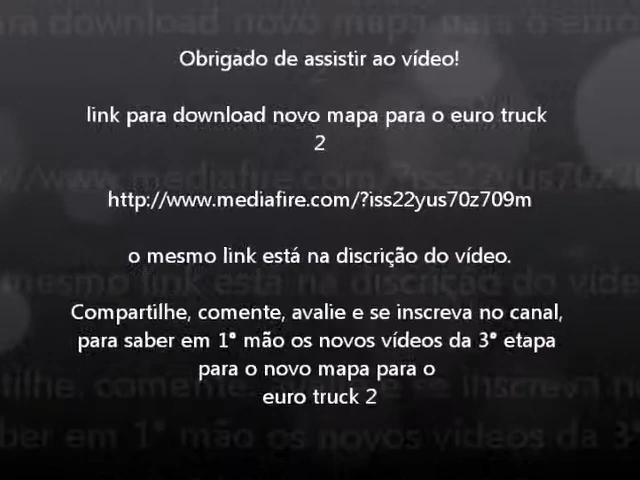 Obrigado de assistir ao vídeo!
link para download novo mapa para o euro truck
2
http://www.mediafire.com/?iss22yus70z709m
o mesmo link está na discrição do vídeo.
Compartilhe, comente, avalie e se inscreva no canal,
para saber em 1° mão os novos vídeos da 3° etapa
para o novo mapa para o
euro truck 2